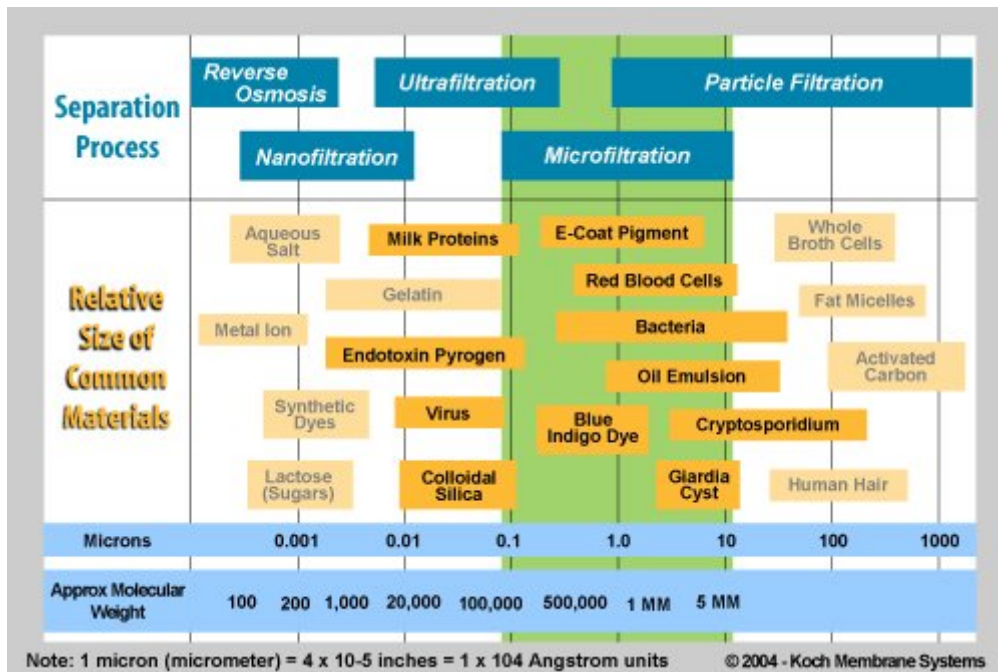 Separation
Process
Reverse
Osmosis
Ultrafiltration
Particle Filtration
Nanofiltration
Microfiltration
Relative
Size of
Common
Materials
Aqueous
Salt
Milk Proteins
E-Coat Pigment
Whole
Broth Cells
Gelatin
Red Blood Cells
Fat Micelles
Metal Ion
Bacteria
Endotoxin Pyrogen
Oil Emulsion
Activated
Carbon
Synthetic
Dyes
Virus
Blue
Indigo Dye
Cryptosporidium
Lactose
(Sugars)
Colloidal
Silica
Giardia
Cyst
Human Hair
Microns 0.001 0.01 0.1 1.0 10 100 1000
Approx Molecular
Weight
100 200 1,000 20,000 100,000 500,000 1 MM 5 MM
Note: 1 micron (micrometer) = 4 x 10-5 inches = 1 x 104 Angstrom units
© 2004 - Koch Membrane Systems